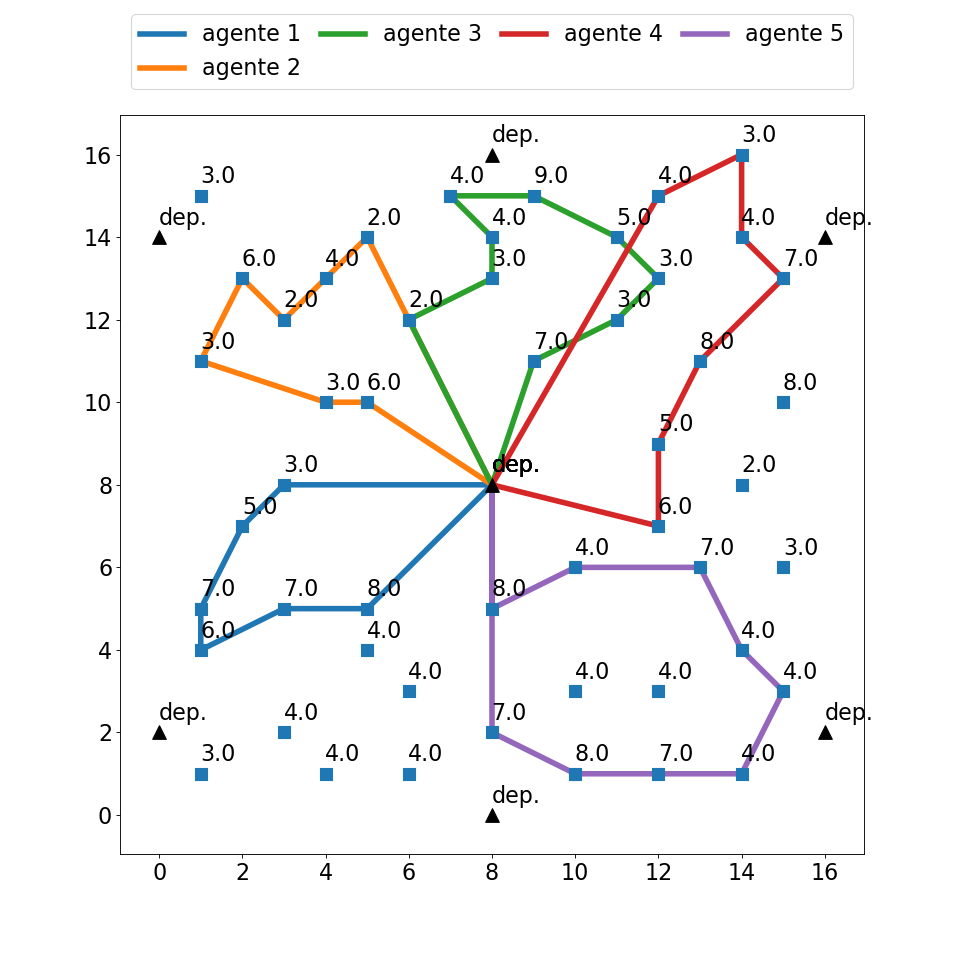 agente 1 agente 3 agente 4 agente 5
agente 2
dep. 3.0
16
3.0 4.0 9.0 4.0
dep. 2.0 4.0 5.0 4.0 dep.
14
6.0 4.0 3.0 3.0 7.0
2.0 2.0 3.0
12
3.0 7.0 8.0
3.0 6.0 8.0
10
5.0
3.0 dep. 2.0
8
5.0 6.0
4.0 7.0 3.0
6
7.0 7.0 8.0 8.0
6.0 4.0 4.0
4
4.0 4.0 4.0 4.0
dep. 4.0 7.0 dep.
2
3.0 4.0 4.0 8.0 7.0 4.0
dep.
0
0 2 4 6 8 10 12 14 16